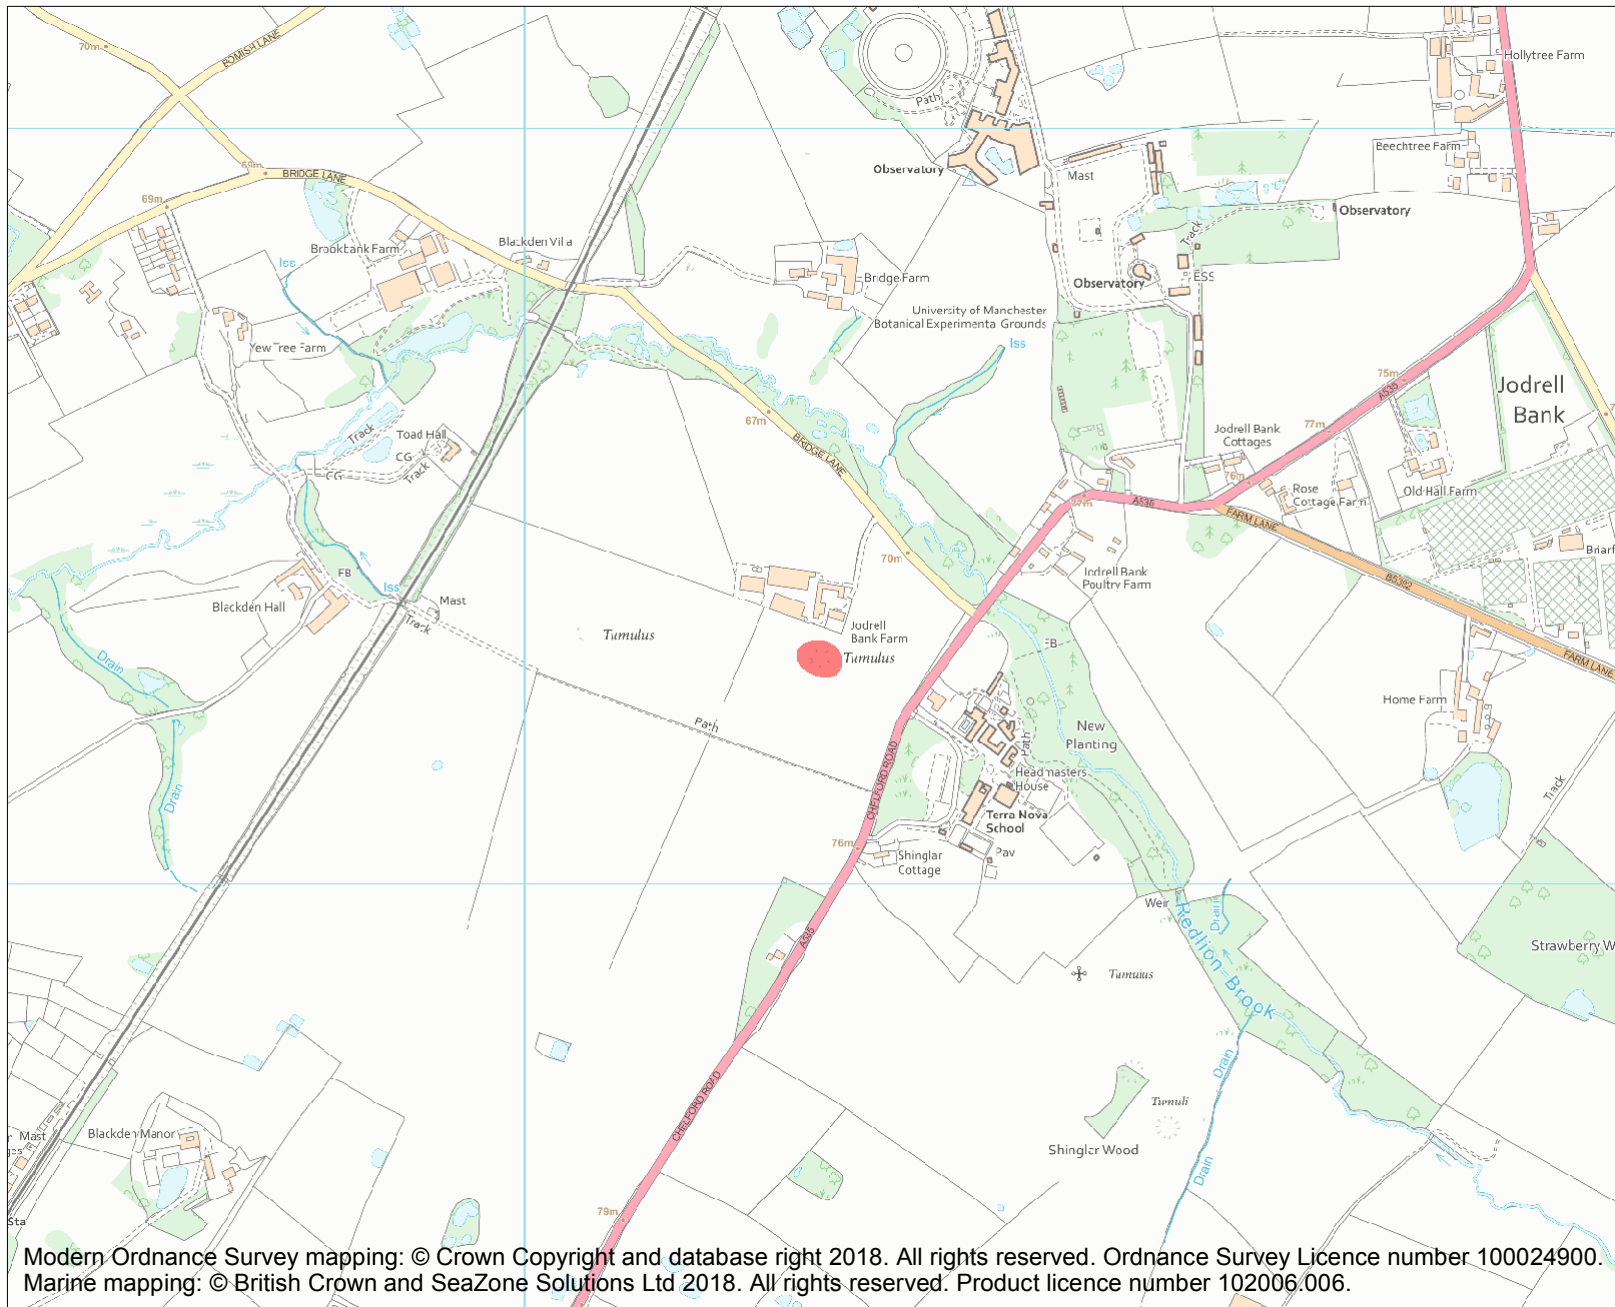 70m
BOMISH LANE
Hollytree Farm
Path
Beechtree Farm
69m
BRIDGE LANE
Observatory
Mast
69m
Observatory
Track
Brookbank Farm
Blackden Villa
Iss
Bridge Farm
ESS
Observatory
University of Manchester
Botanical Experimental Grounds
Iss
Yew Tree Farm
75m
A535
Jodrell
Bank
67m
77m
Track
Toad Hall
CG
Jodrell Bank
Cottages
BRIDGE LANE
CG
Track
76m
Rose
Cottage Farm
Old Hall Farm
A535
FARM LANE
70m
FB
Jodrell Bank
Poultry Farm
B5392
Iss
Mast
Blackden Hall
Track
Tumulus
Jodrell
Bank Farm
Tumulus
FB
FARM LANE
Drain
Home Farm
Path
New
Planting
Path
CHELFORD ROAD
Headmasters
House
Track
Drain
Terra Nova
School
76m
Shinglar
Cottage
Pav
Weir
Drain
A535
Redlion Brook
Strawberry W
Tumulus
Drain
CHELFORD ROAD
Tumuli
Mast
Blackden Manor
Shinglar Wood
Drain
79m
Sta
Modern Ordnance Survey mapping: © Crown Copyright and database right 2018. All rights reserved. Ordnance Survey Licence number 100024900.
Marine mapping: © British Crown and SeaZone Solutions Ltd 2018. All rights reserved. Product licence number 102006.006.